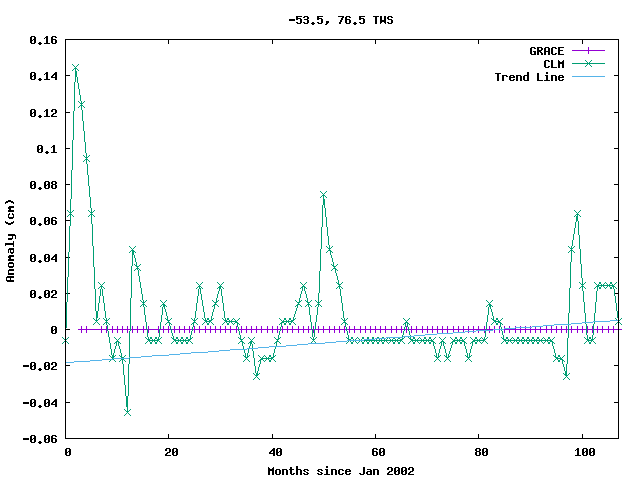 -53.5, 76.5 TWS
0.16
0.14
0.12
0.1
0.08
0.06
0.04
0.02
0
-0.02
-0.04
-0.06
Anomaly (cm)
GRACE
CLM
Trend Line
0 20 40 60 80 100
Months since Jan 2002